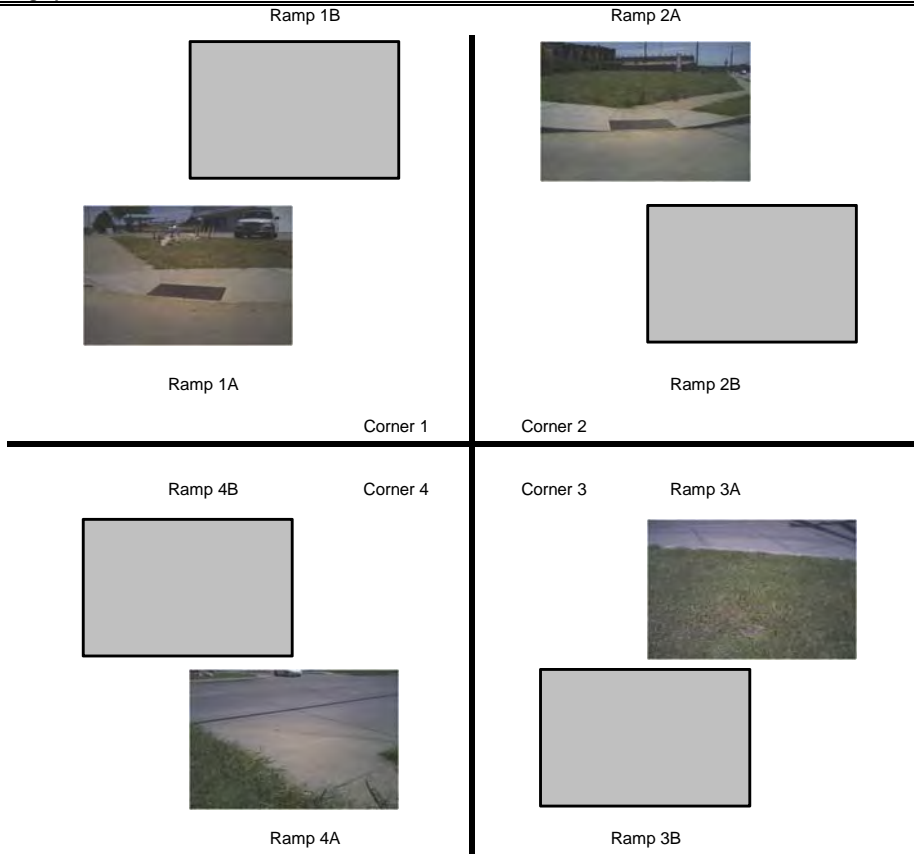 Ramp 1B
Ramp 2A
Ramp 1A
Ramp 2B
Corner 1
Corner 2
Ramp 4B
Corner 4
Corner 3
Ramp 3A
Ramp 4A
Ramp 3B